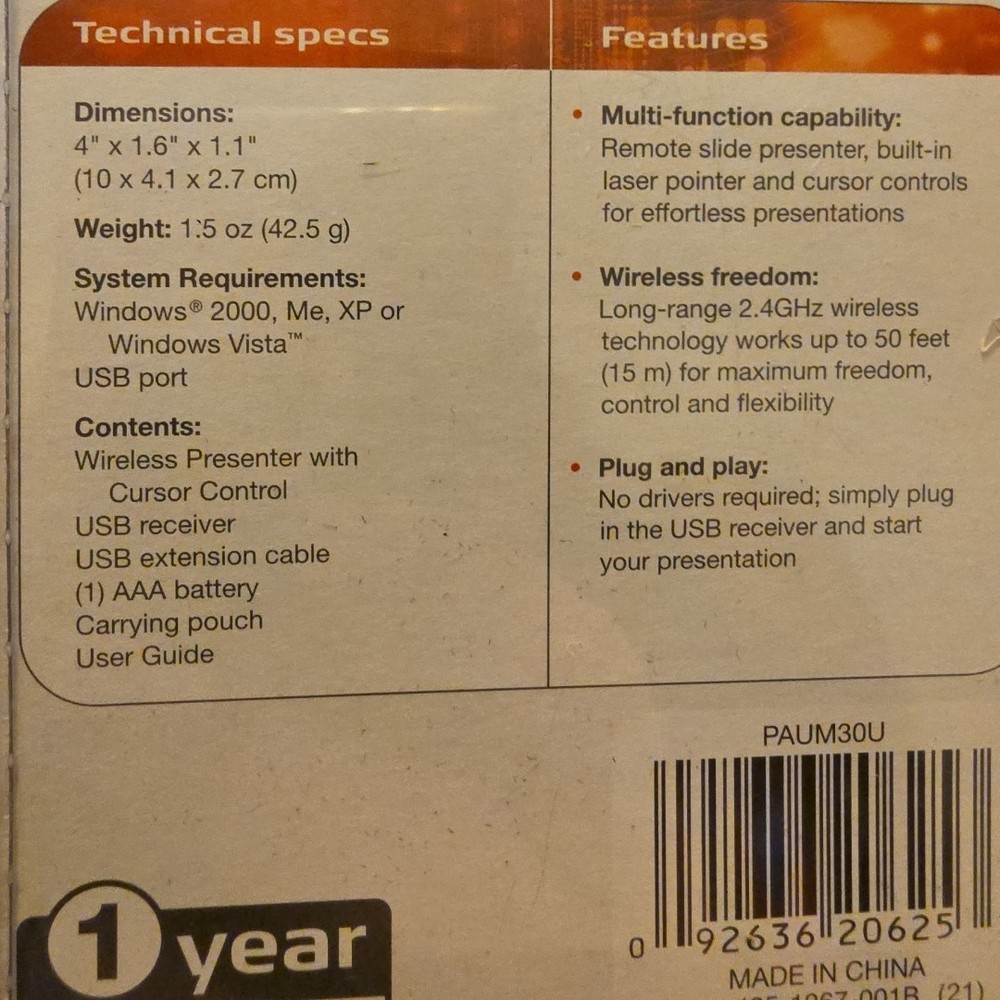 Technical specs
Dimensions:
4" x 1.6" x 1.1"
(10 x 4.1 x 2.7 cm)
Weight: 1.5 oz (42.5 g)
System Requirements:
Windows® 2000, Me, XP or
Windows Vista™
USB port
Contents:
Wireless Presenter with
Cursor Control
USB receiver
USB extension cable
(1) AAA battery
Carrying pouch
User Guide
Features
• Multi-function capability:
Remote slide presenter, built-in
laser pointer and cursor controls
for effortless presentations
• Wireless freedom:
Long-range 2.4GHz wireless
technology works up to 50 feet
(15 m) for maximum freedom,
control and flexibility
• Plug and play:
No drivers required; simply plug
in the USB receiver and start
your presentation
PAUM30U
0 92636 20625
MADE IN CHINA
(21)
1 year